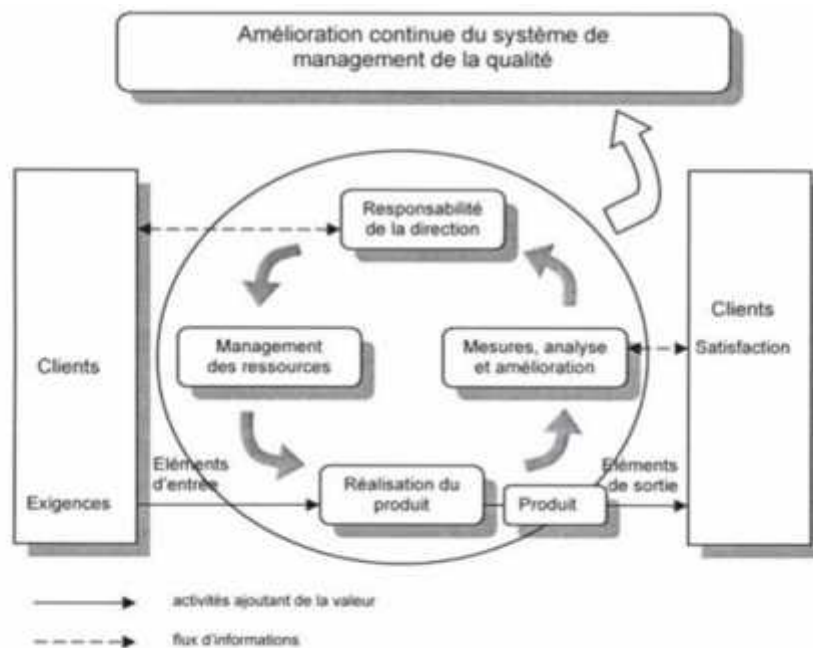 Amélioration continue du système de
management de la qualité
Responsabilité
de la direction
Clients
Management
des ressources
Mesures, analyse
et amélioration
Clients
Satisfaction
Eléments
d'entrée
Exigences
Réalisation du
produit
Produit
Eléments
de sortie
activités ajoutant de la valeur
flux d'informations